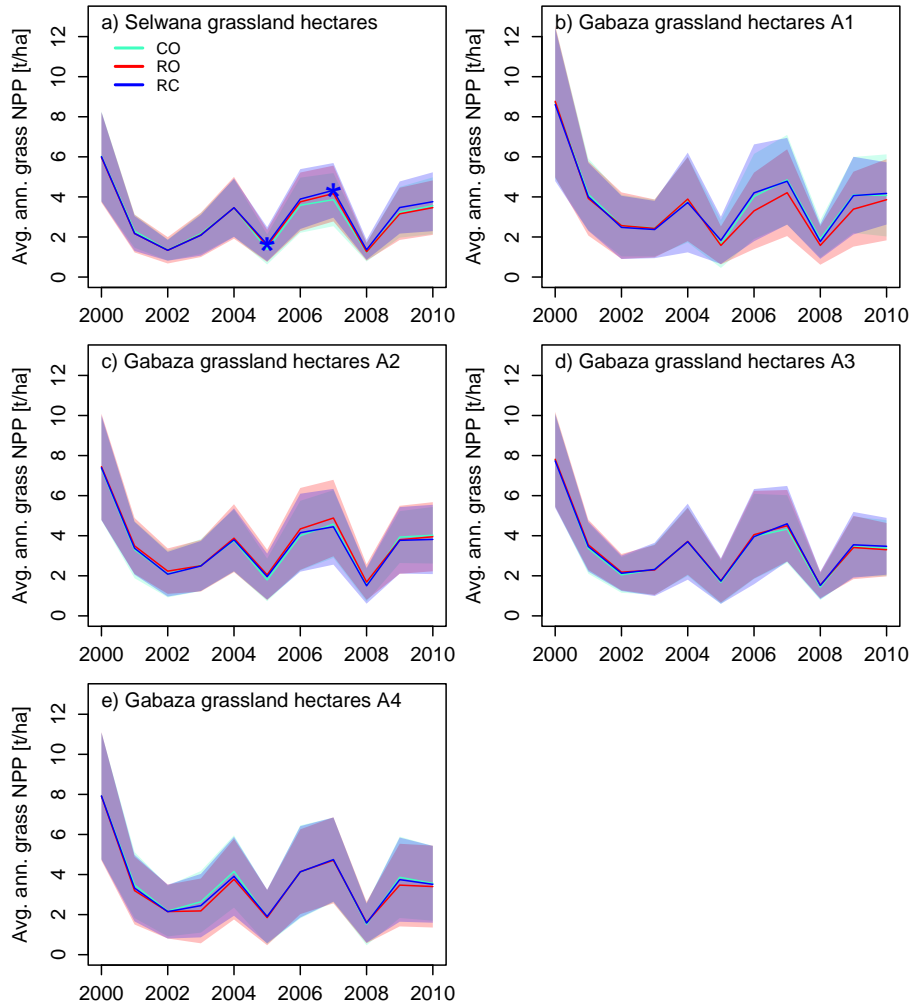 a) Selwana grassland hectares
CO
RO
RC
Avg. ann. grass NPP [t/ha]
12
10
8
6
4
2
0
2000 2002 2004 2006 2008 2010
b) Gabaza grassland hectares A1
Avg. ann. grass NPP [t/ha]
12
10
8
6
4
2
0
2000 2002 2004 2006 2008 2010
c) Gabaza grassland hectares A2
Avg. ann. grass NPP [t/ha]
12
10
8
6
4
2
0
2000 2002 2004 2006 2008 2010
d) Gabaza grassland hectares A3
Avg. ann. grass NPP [t/ha]
12
10
8
6
4
2
0
2000 2002 2004 2006 2008 2010
e) Gabaza grassland hectares A4
Avg. ann. grass NPP [t/ha]
12
10
8
6
4
2
0
2000 2002 2004 2006 2008 2010